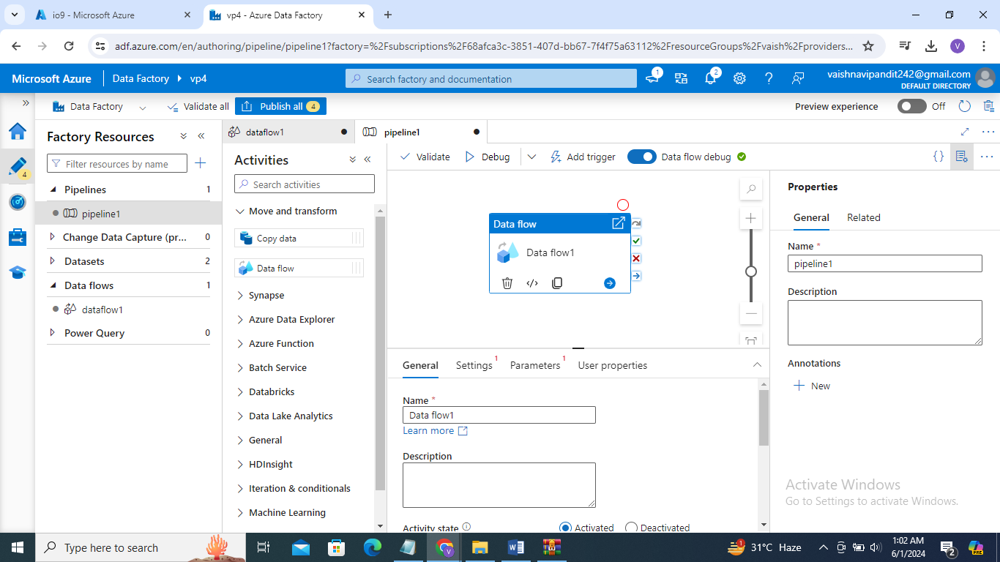 io9 - Microsoft Azure
vp4 - Azure Data Factory
adf.azure.com/en/authoring/pipeline/pipeline1?factory=%2Fsubscriptions%2F68afca3c-3851-407d-bb67-7f4f75a63112%2FresourceGroups%2Fvaish%2Fproviders...
V
Microsoft Azure
Data Factory
vp4
Search factory and documentation
1
2
vaishnavipandit242@gmail.com
DEFAULT DIRECTORY
Data Factory
Validate all
Publish all
4
Preview experience
Off
4
Factory Resources
Filter resources by name
Pipelines
1
pipeline1
Change Data Capture (pr...
0
Datasets
2
Data flows
1
dataflow1
Power Query
0
dataflow1
pipeline1
Activities
Search activities
Move and transform
Copy data
Data flow
Synapse
Azure Data Explorer
Azure Function
Batch Service
Databricks
Data Lake Analytics
General
HDInsight
Iteration & conditionals
Machine Learning
Validate
Debug
Add trigger
Data flow debug
{ }
Data flow
Data flow1
General
Settings
1
Parameters
1
User properties
Name *
Data flow1
Learn more
Description
Activity state
Activated
Deactivated
Properties
General
Related
Name *
pipeline1
Description
Annotations
New
Activate Windows
Go to Settings to activate Windows.
Type here to search
V
W
1
31°C Haze
1:02 AM
6/1/2024
2
PRE